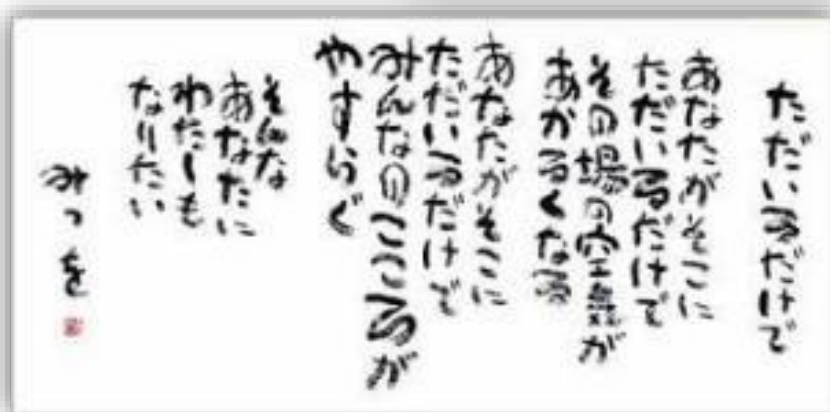 ただいるだけで
あなたがそこに
ただいるだけで
その場の空気が
あかるくなる
あなたがそこに
ただいるだけで
みんなのこころが
やすらぐ
そんな
あなたに
わたしも
なりたい
みつを